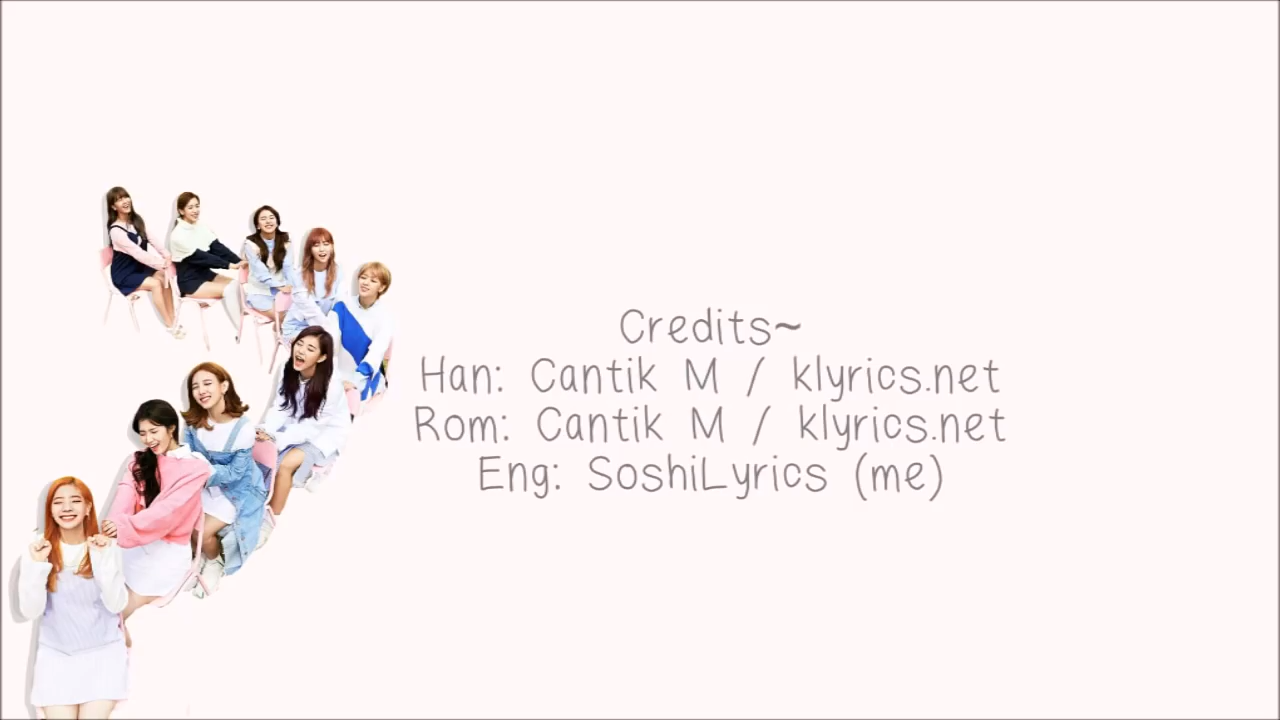 Credits~
Han: Cantik M / klyrics.net
Rom: Cantik M / klyrics.net
Eng: SoshiLyrics (me)